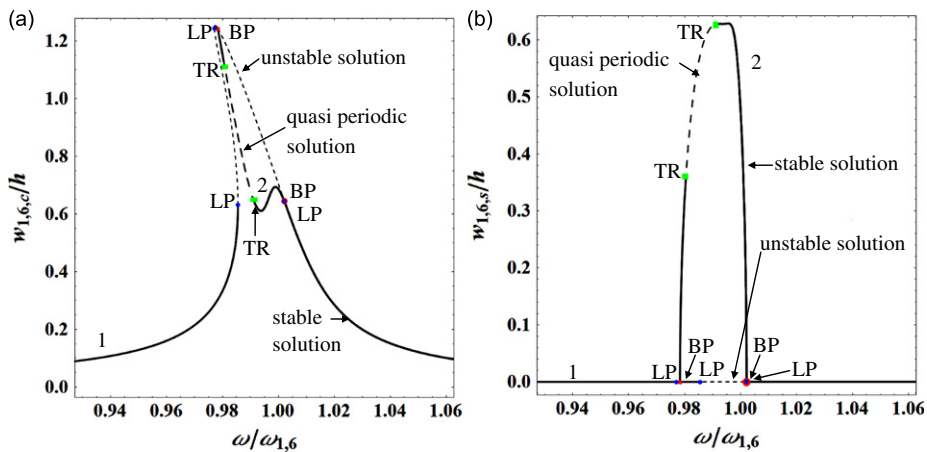 (a)
LP BP
1.2
unstable solution
TR
1.0
quasi periodic
solution
0.8
2
BP
LP
LP
0.6
TR
0.4
stable
solution
0.2
1
0.0
0.94 0.96 0.98 1.00 1.02 1.04 1.06
w1,6,c/h
ω/ω1,6
(b)
0.6
TR
2
quasi periodic
solution
0.5
0.4
stable solution
TR
0.3
0.2
unstable solution
0.1
BP BP
1 LP LP LP
0.0
0.94 0.96 0.98 1.00 1.02 1.04 1.06
w1,6,s/h
ω/ω1,6